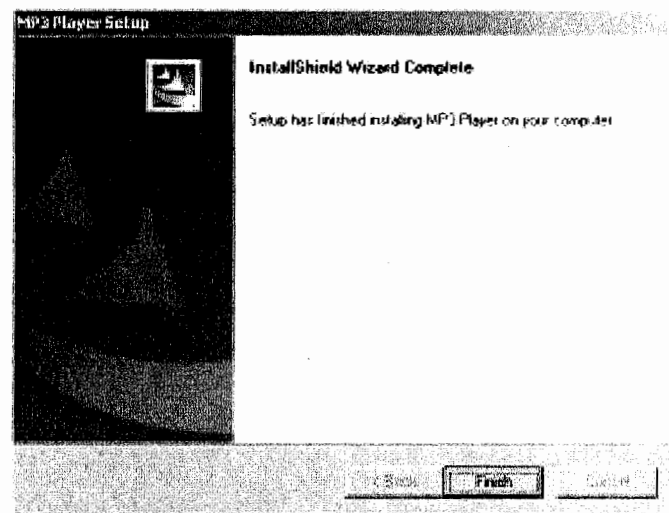 MP3 Player Setup
InstallShield Wizard Complete
Setup has finished installing MP3 Player on your computer
< Back Finish Cancel